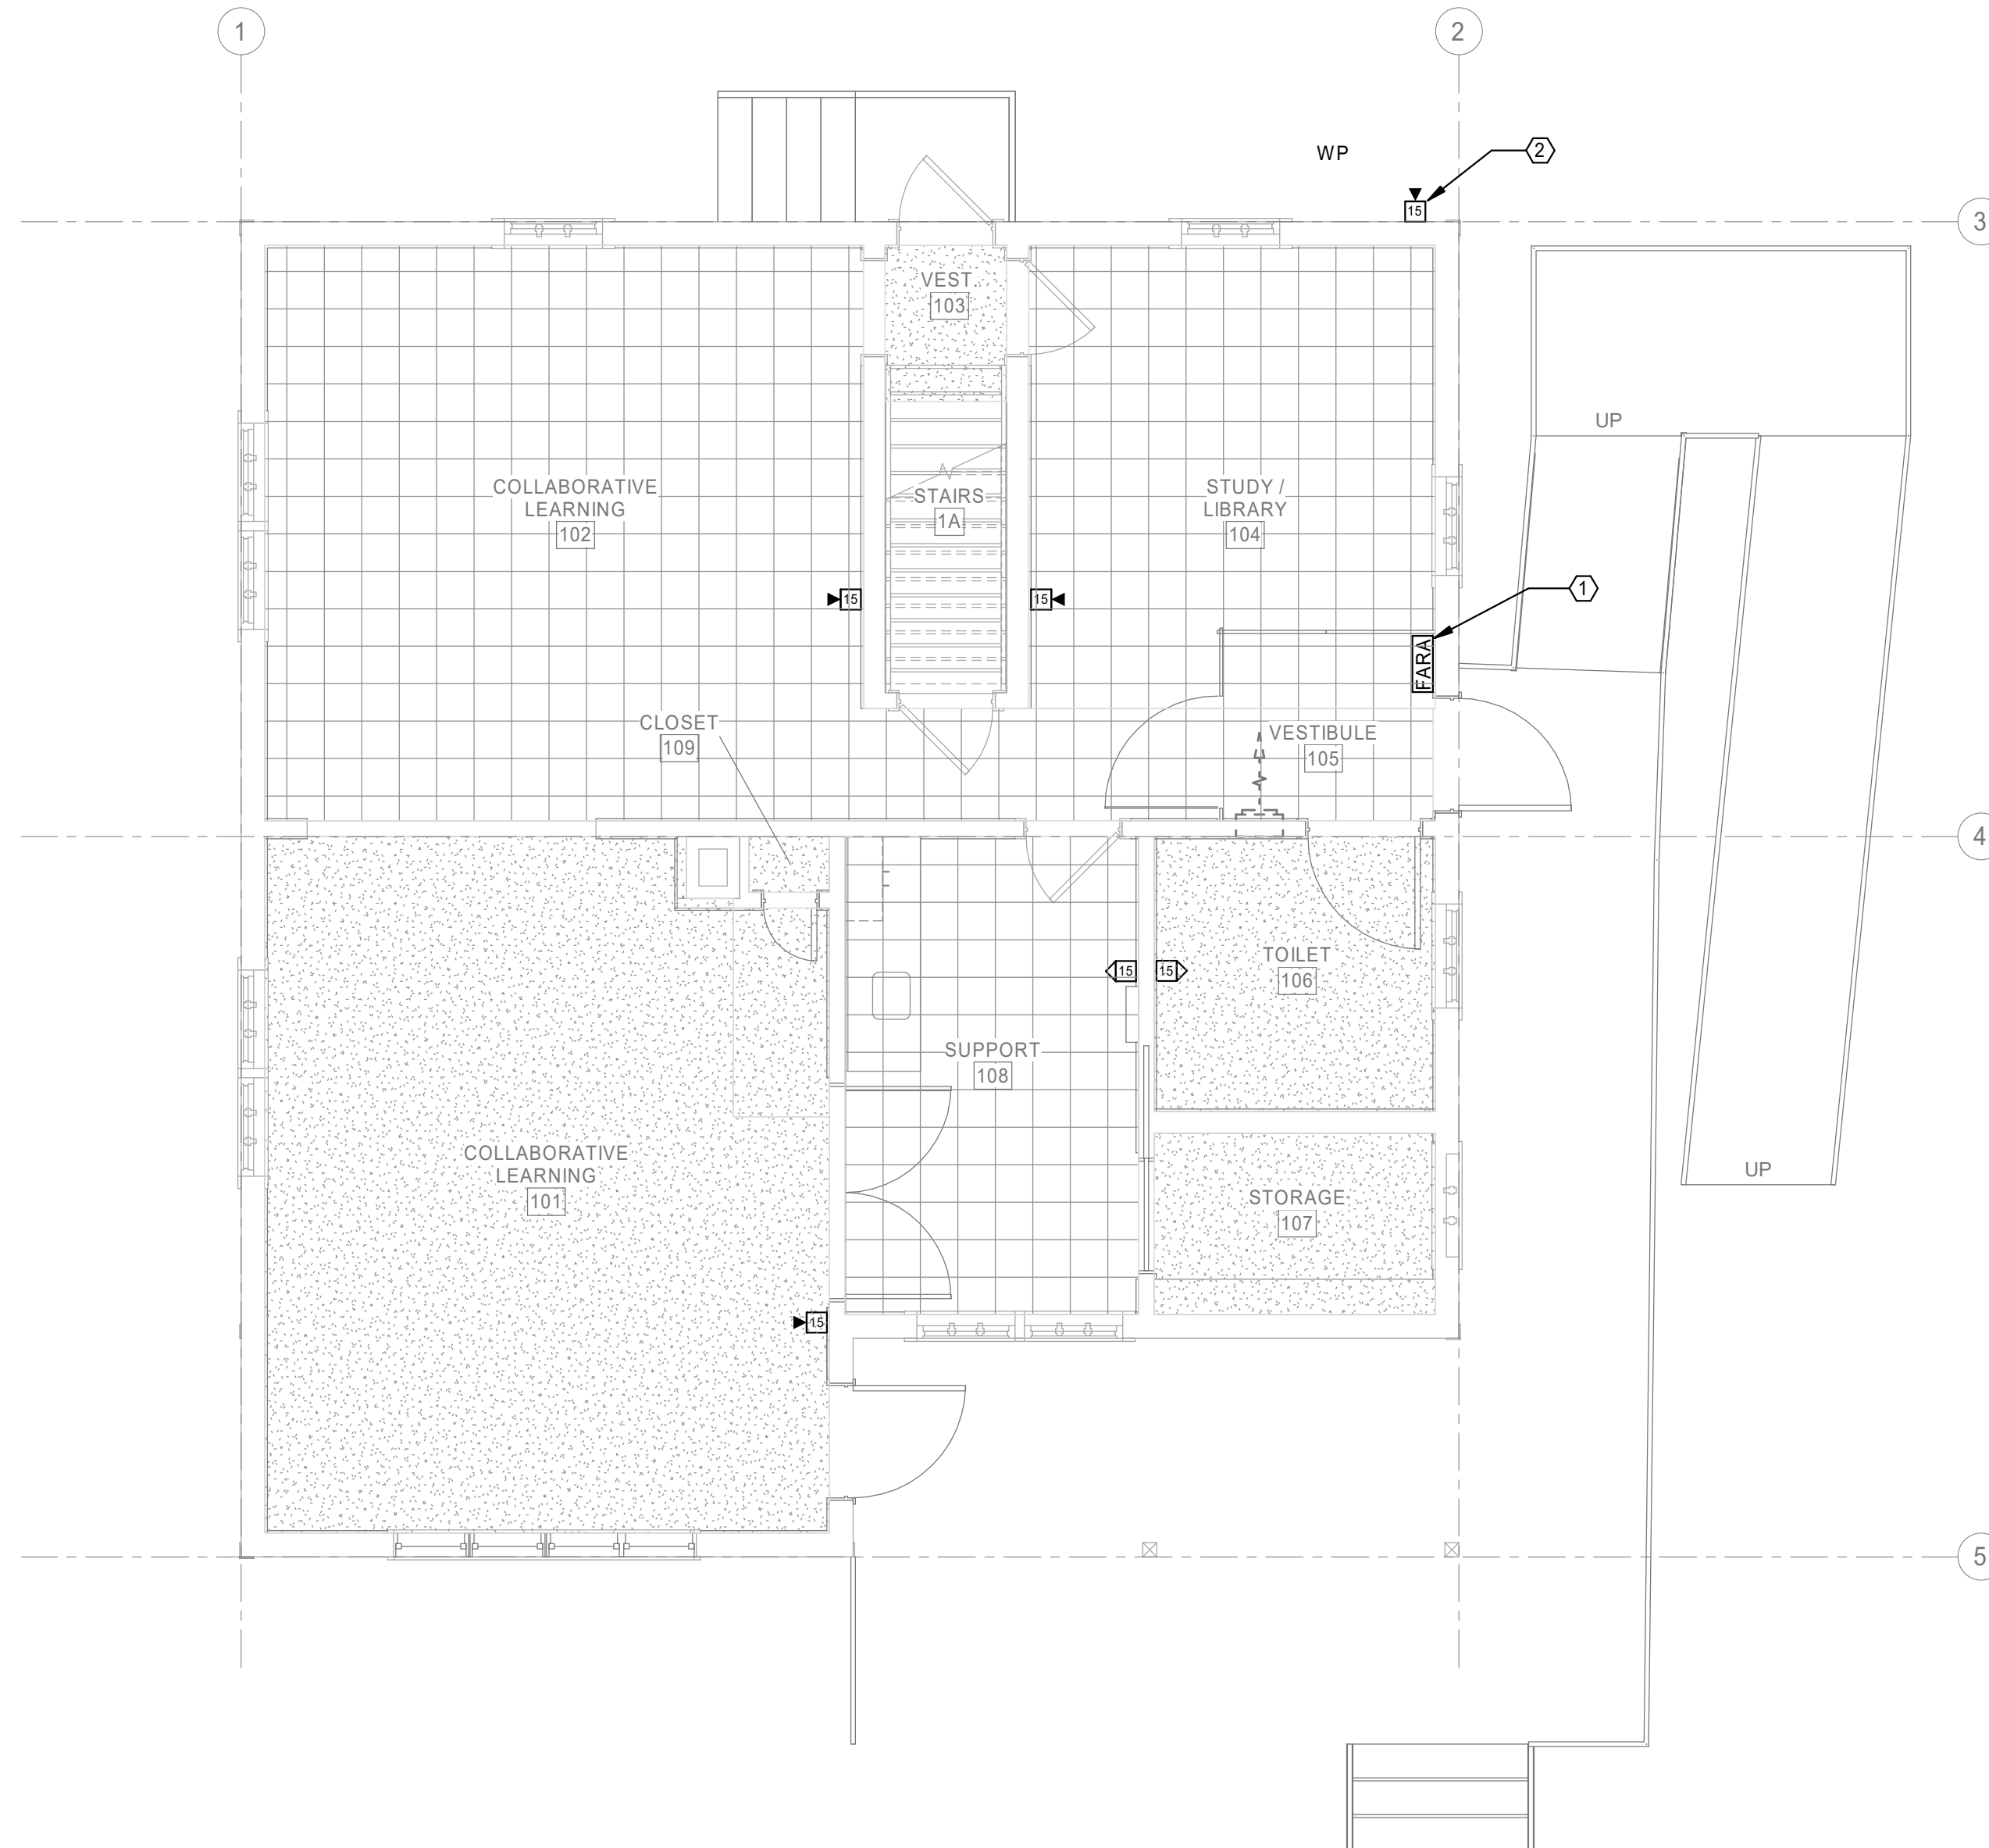 1
2
WP
2
15
3
VEST.
103
UP
COLLABORATIVE
LEARNING
102
STAIRS
1A
STUDY /
LIBRARY
104
15
15
1
FARA
CLOSET
109
VESTIBULE
105
4
TOILET
106
15
15
SUPPORT
108
COLLABORATIVE
LEARNING
101
UP
STORAGE
107
15
5